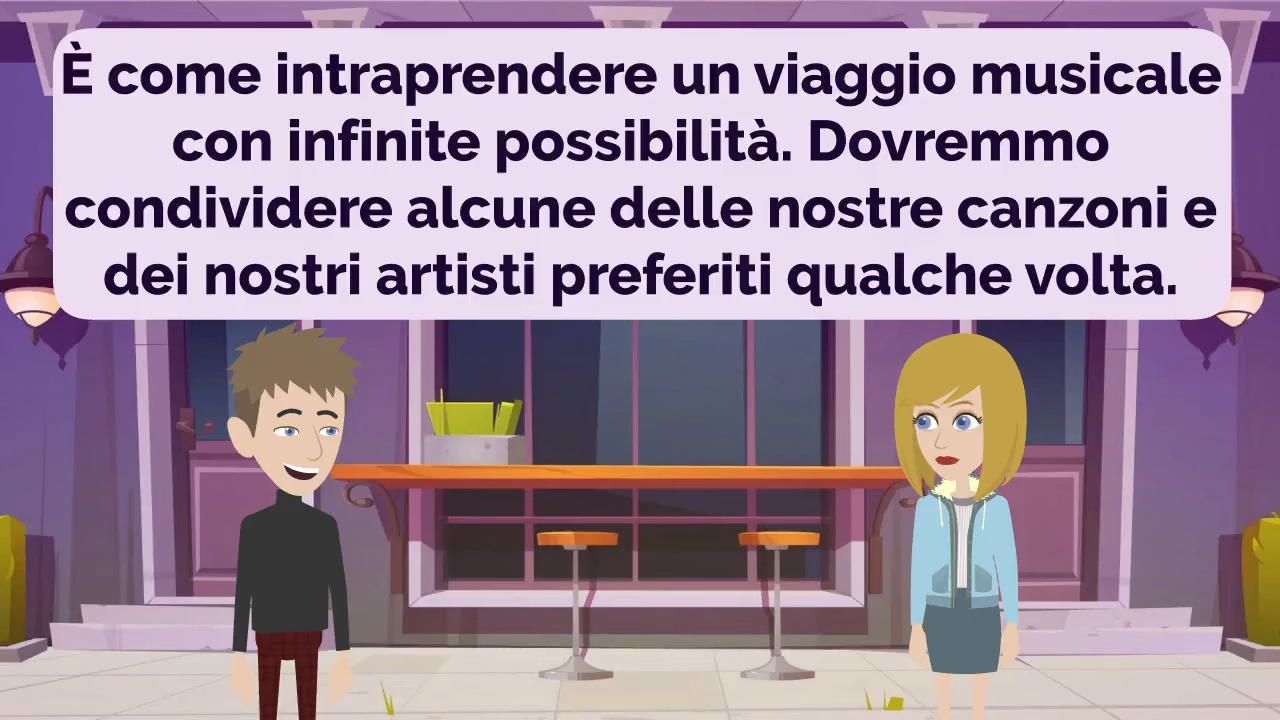 È come intraprendere un viaggio musicale
con infinite possibilità. Dovremmo
condividere alcune delle nostre canzoni e
dei nostri artisti preferiti qualche volta.